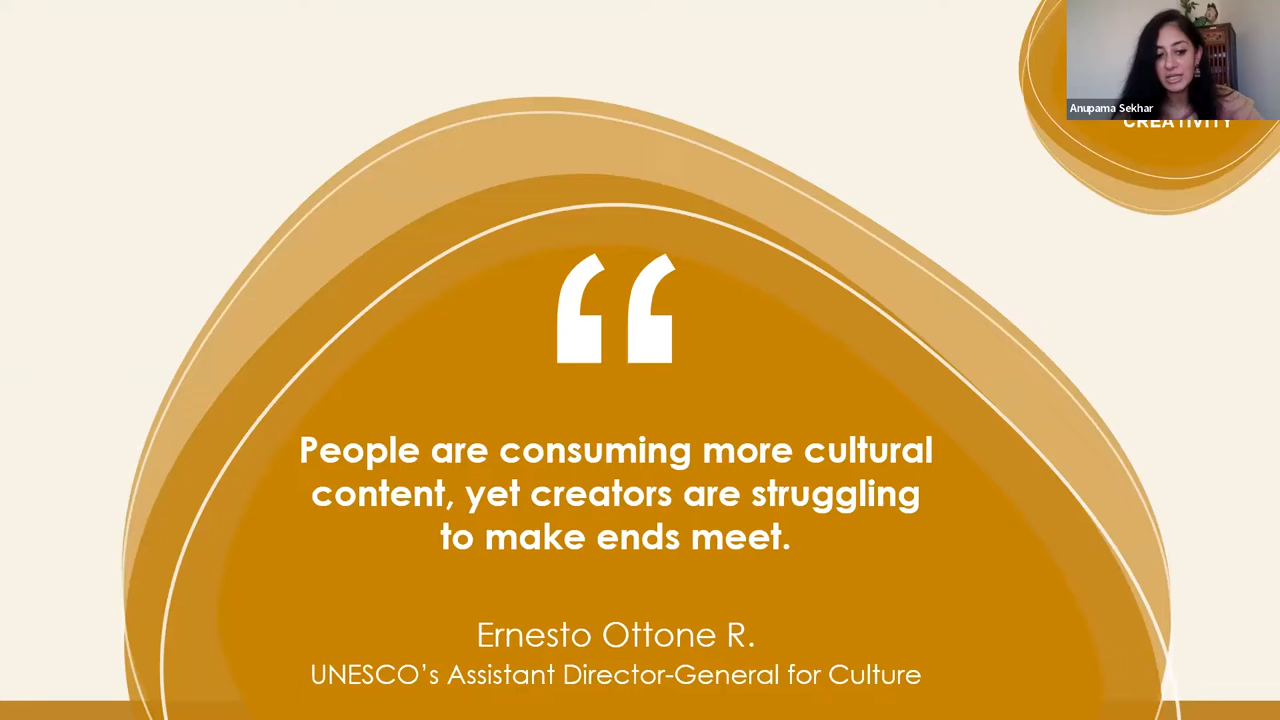 Anupama Sekhar
CREATIVITY
“
People are consuming more cultural
content, yet creators are struggling
to make ends meet.
Ernesto Ottone R.
UNESCO’s Assistant Director-General for Culture